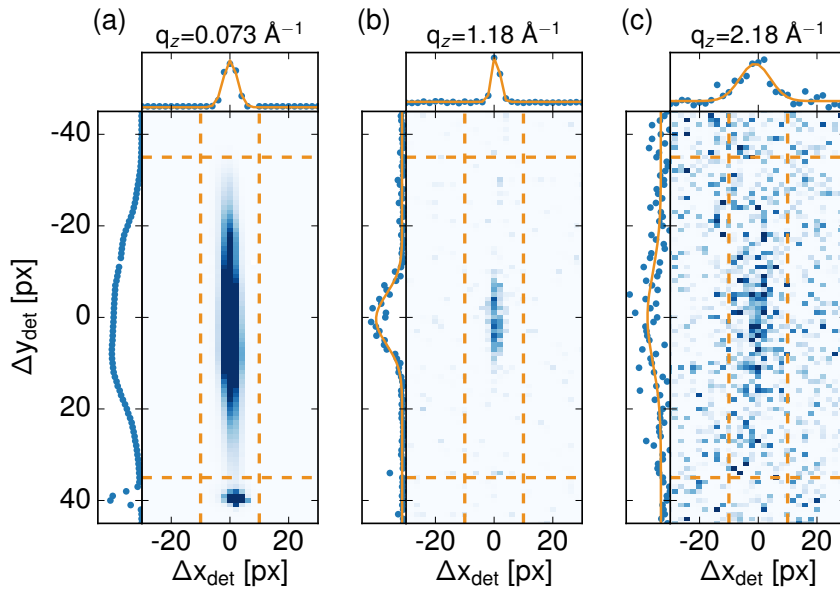 (a) (b) (c)
q_z=0.073 Å⁻¹ q_z=1.18 Å⁻¹ q_z=2.18 Å⁻¹
-40
-20
0
20
40
Δy_det [px]
-20 0 20 -20 0 20 -20 0 20
Δx_det [px] Δx_det [px] Δx_det [px]